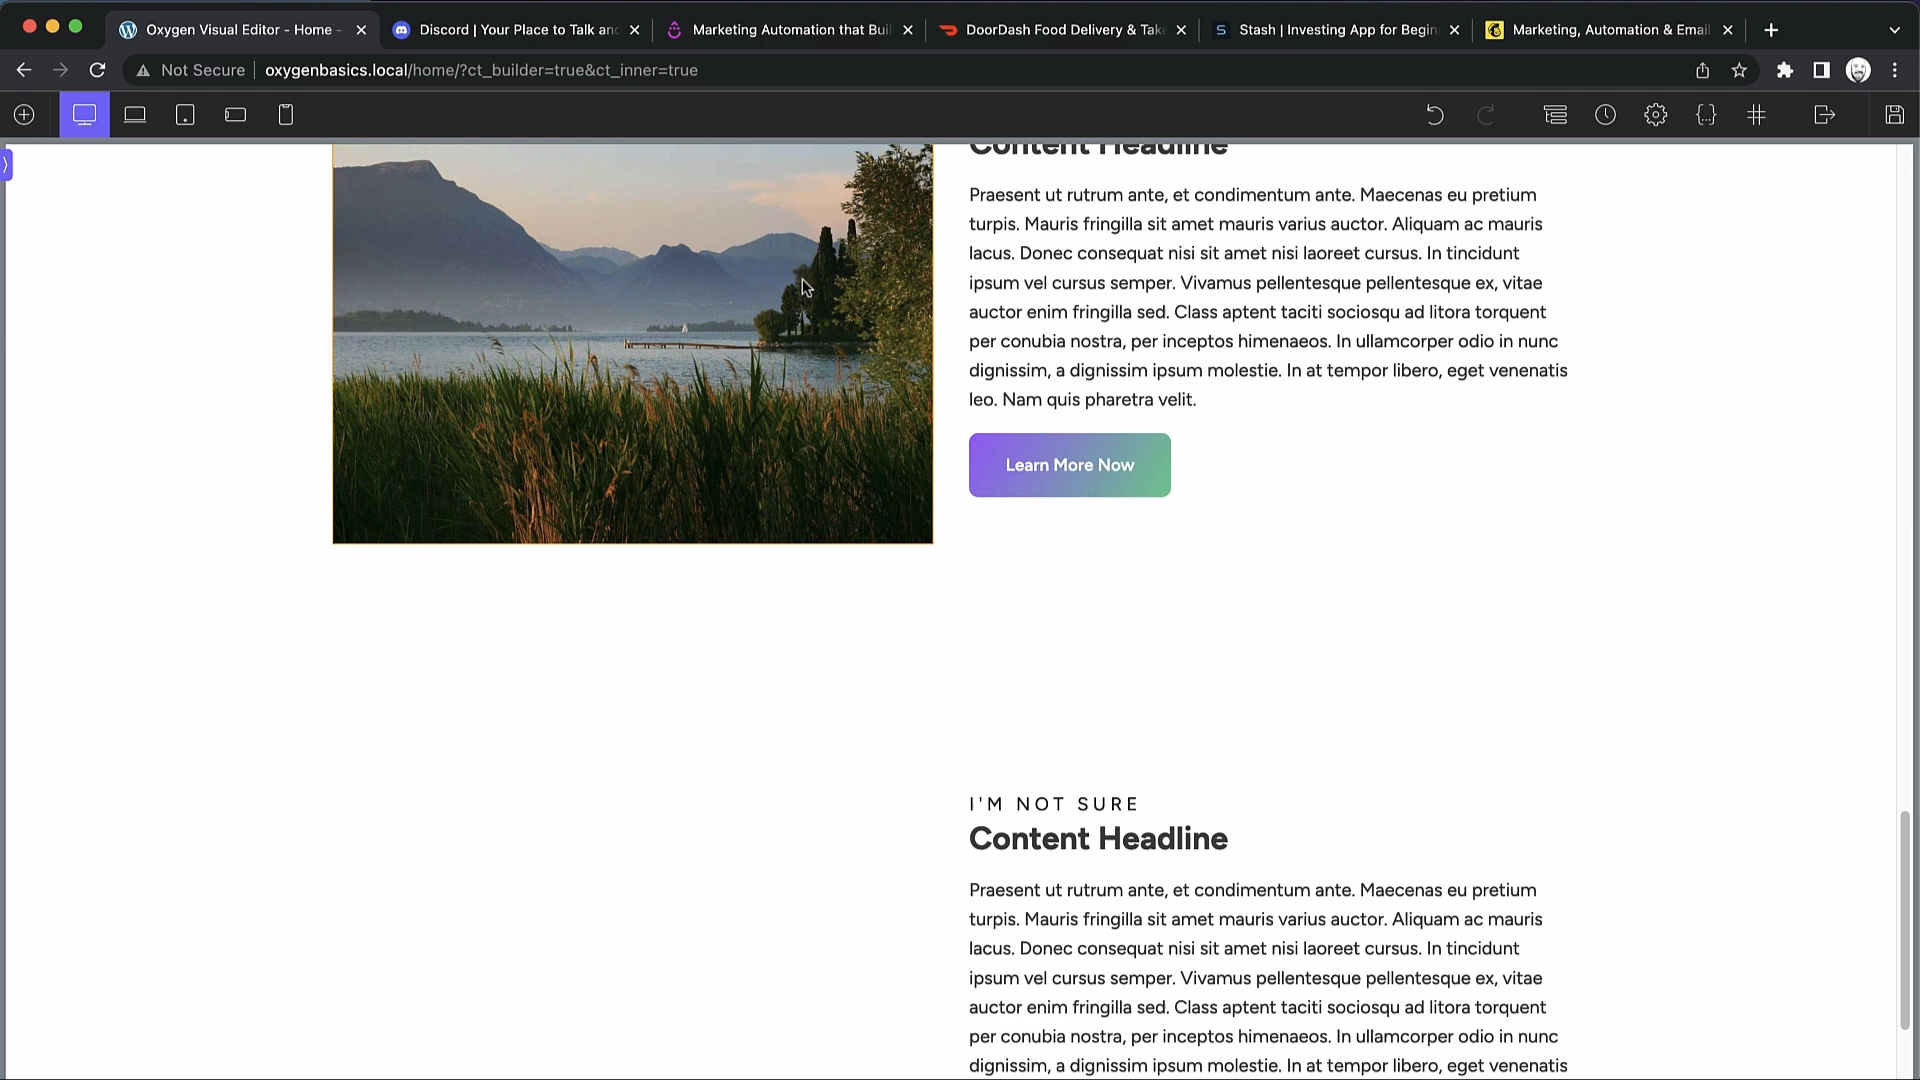 Oxygen Visual Editor - Home -
Discord | Your Place to Talk an
Marketing Automation that Bui
DoorDash Food Delivery & Tak
Stash | Investing App for Begin
Marketing, Automation & Email
Not Secure
oxygenbasics.local/home/?ct_builder=true&ct_inner=true
Content Headline
Praesent ut rutrum ante, et condimentum ante. Maecenas eu pretium
turpis. Mauris fringilla sit amet mauris varius auctor. Aliquam ac mauris
lacus. Donec consequat nisi sit amet nisi laoreet cursus. In tincidunt
ipsum vel cursus semper. Vivamus pellentesque pellentesque ex, vitae
auctor enim fringilla sed. Class aptent taciti sociosqu ad litora torquent
per conubia nostra, per inceptos himenaeos. In ullamcorper odio in nunc
dignissim, a dignissim ipsum molestie. In at tempor libero, eget venenatis
leo. Nam quis pharetra velit.
Learn More Now
I'M NOT SURE
Content Headline
Praesent ut rutrum ante, et condimentum ante. Maecenas eu pretium
turpis. Mauris fringilla sit amet mauris varius auctor. Aliquam ac mauris
lacus. Donec consequat nisi sit amet nisi laoreet cursus. In tincidunt
ipsum vel cursus semper. Vivamus pellentesque pellentesque ex, vitae
auctor enim fringilla sed. Class aptent taciti sociosqu ad litora torquent
per conubia nostra, per inceptos himenaeos. In ullamcorper odio in nunc
dignissim, a dignissim ipsum molestie. In at tempor libero, eget venenatis